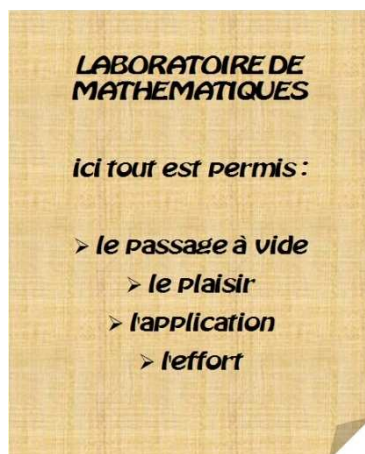 LABORATOIRE DE
MATHEMATIQUES
ici tout est permis :
➢ le passage à vide
➢ le plaisir
➢ l'application
➢ l'effort